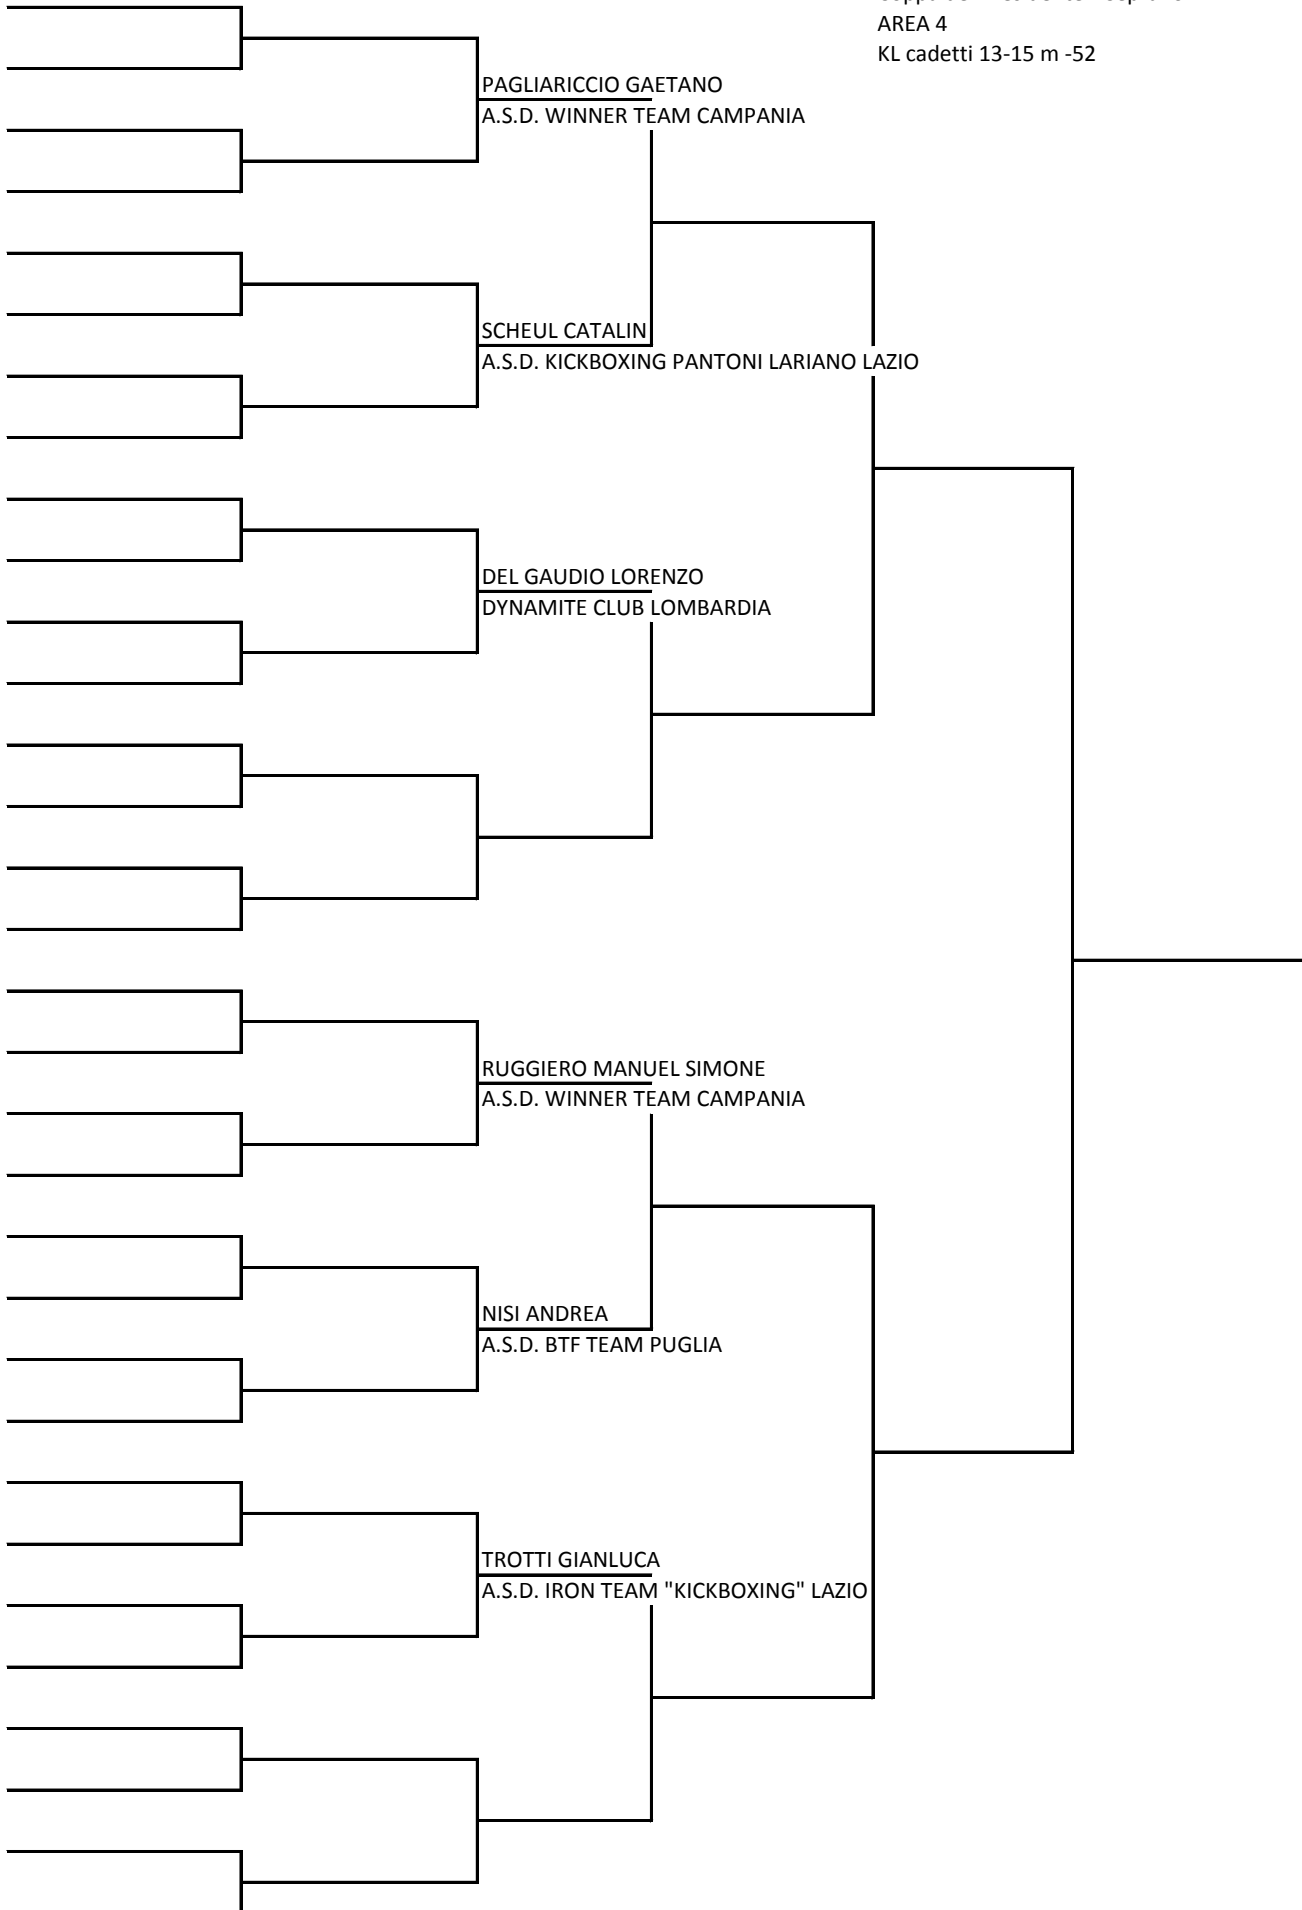 AREA 4
KL cadetti 13-15 m -52
PAGLIARICCIO GAETANO
A.S.D. WINNER TEAM CAMPANIA
SCHEUL CATALIN
A.S.D. KICKBOXING PANTONI LARIANO LAZIO
DEL GAUDIO LORENZO
DYNAMITE CLUB LOMBARDIA
RUGGIERO MANUEL SIMONE
A.S.D. WINNER TEAM CAMPANIA
NISI ANDREA
A.S.D. BTF TEAM PUGLIA
TROTTI GIANLUCA
A.S.D. IRON TEAM "KICKBOXING" LAZIO